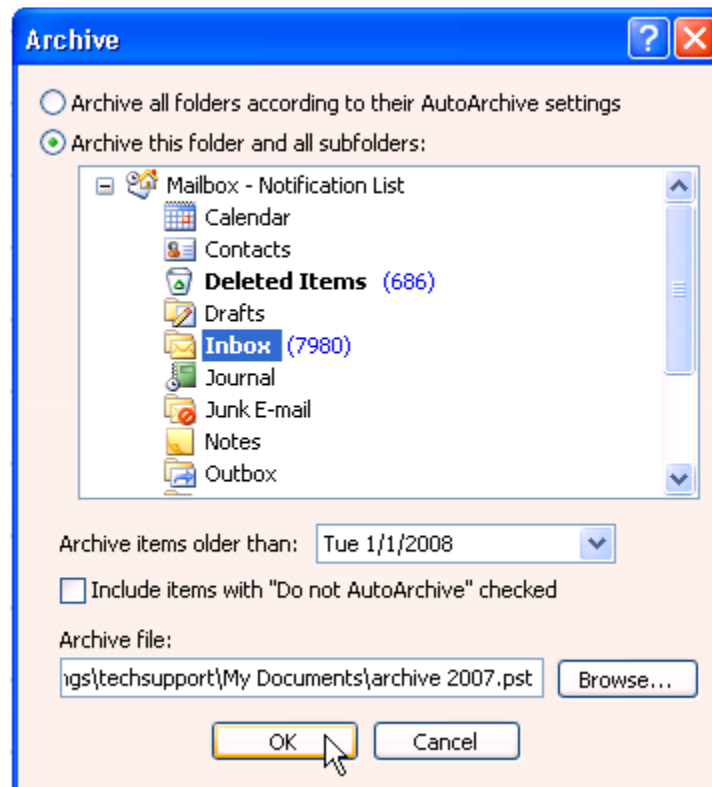 Archive
Archive all folders according to their AutoArchive settings
Archive this folder and all subfolders:
Mailbox - Notification List
Calendar
Contacts
Deleted Items (686)
Drafts
Inbox (7980)
Journal
Junk E-mail
Notes
Outbox
Archive items older than: Tue 1/1/2008
Include items with "Do not AutoArchive" checked
Archive file:
ngs\techsupport\My Documents\archive 2007.pst Browse...
OK Cancel